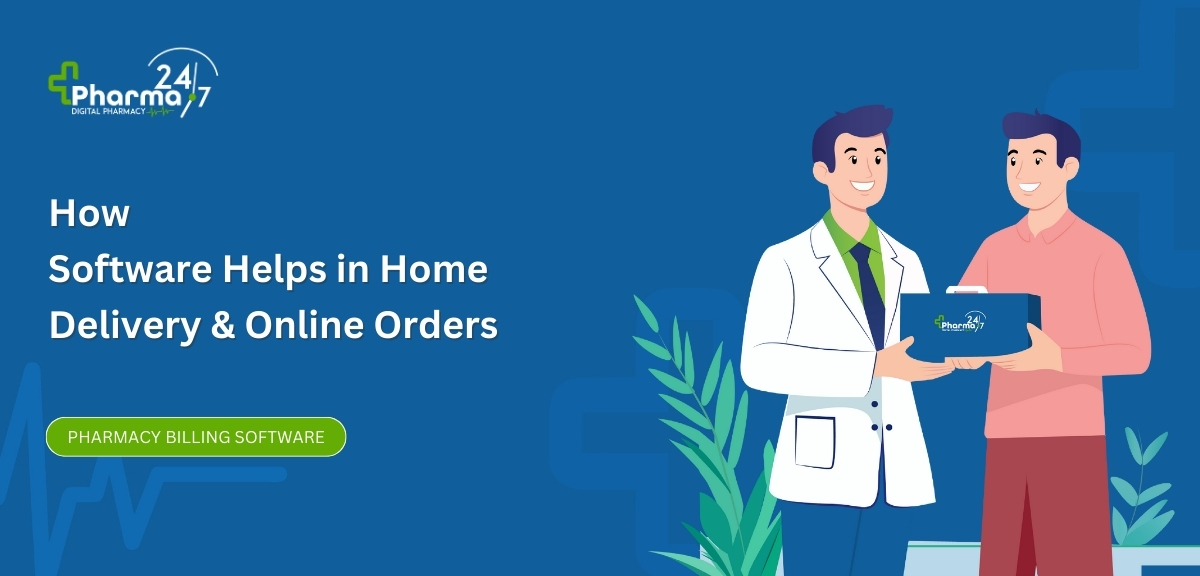 24/7
Pharma
DIGITAL PHARMACY
How
Software Helps in Home
Delivery & Online Orders
PHARMACY BILLING SOFTWARE
24/7
Pharma